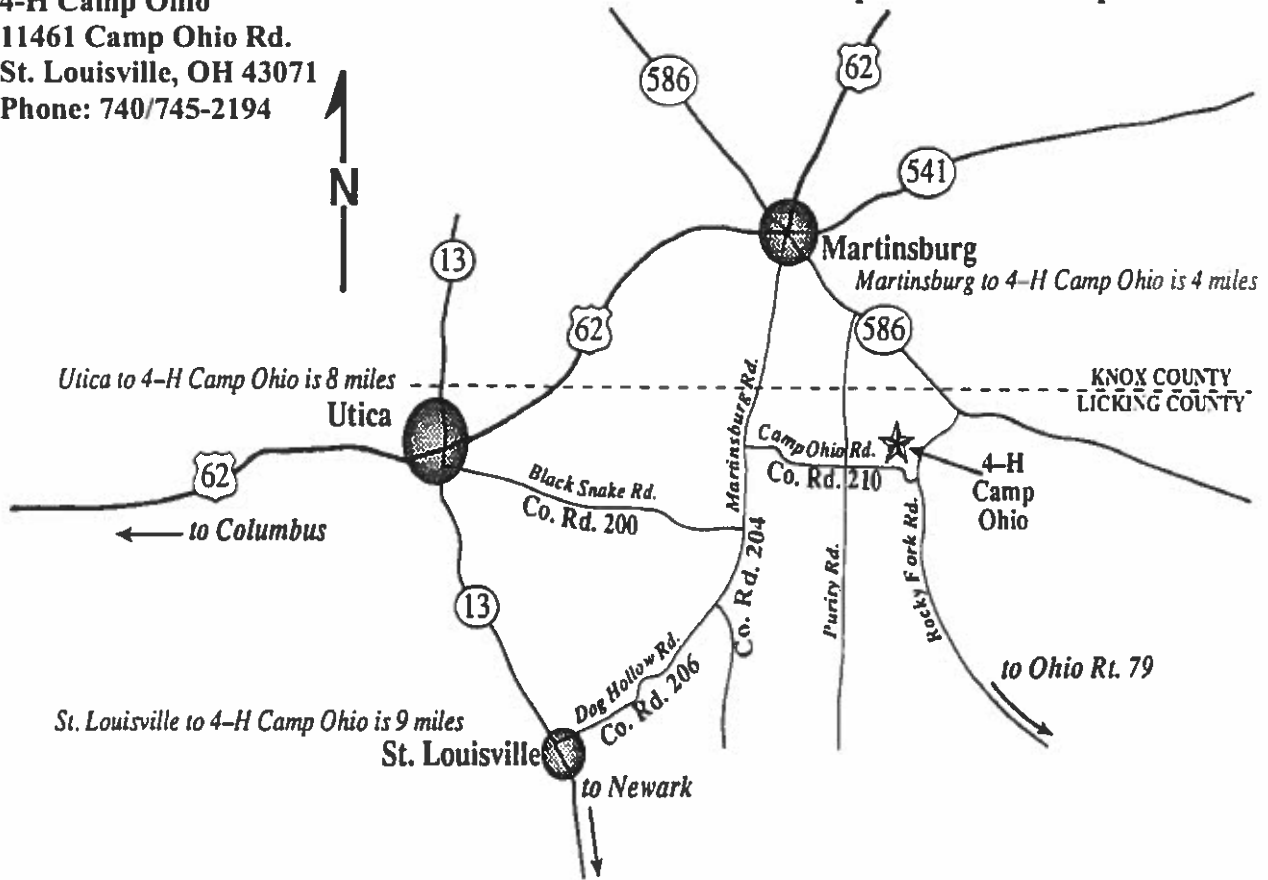 4-H Camp Ohio
11461 Camp Ohio Rd.
St. Louisville, OH 43071
Phone: 740/745-2194
N
586
62
541
13
Martinsburg
Martinsburg to 4-H Camp Ohio is 4 miles
62
586
Utica to 4-H Camp Ohio is 8 miles
KNOX COUNTY
LICKING COUNTY
Utica
Martinsburg Rd.
Camp Ohio Rd.
Co. Rd. 210
4-H
Camp
Ohio
62
Black Snake Rd.
Co. Rd. 200
to Columbus
Co. Rd. 204
Purity Rd.
Rocky Fork Rd.
13
Dog Hollow Rd.
Co. Rd. 206
to Ohio Rt. 79
St. Louisville to 4-H Camp Ohio is 9 miles
St. Louisville
to Newark